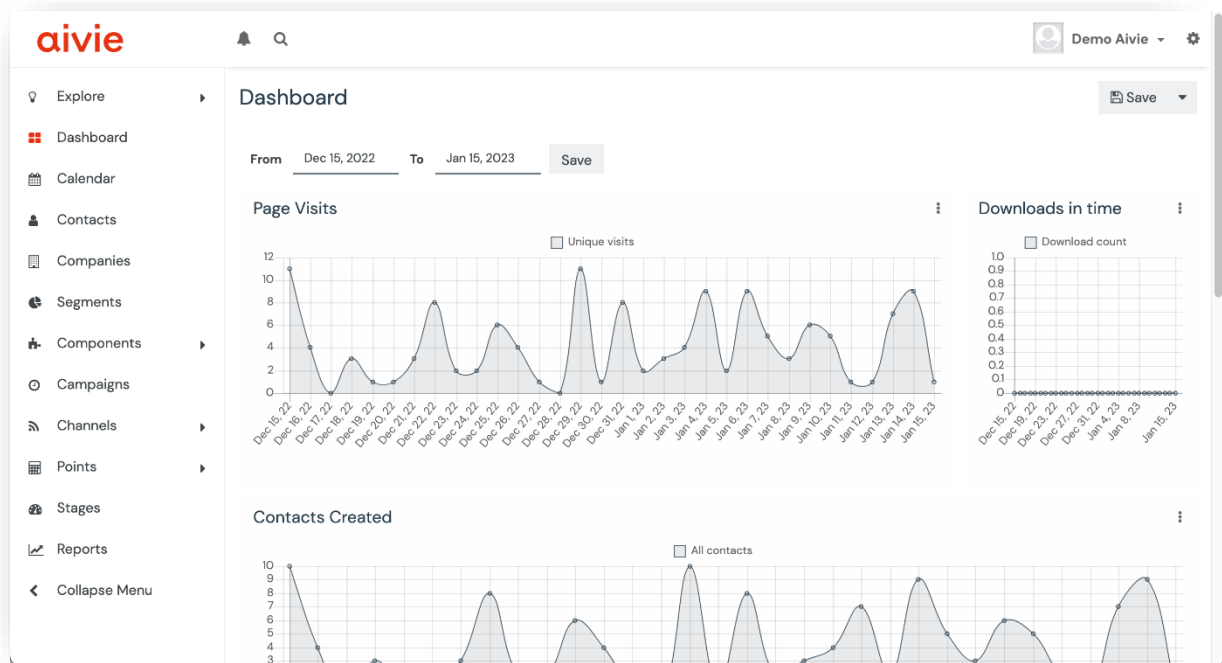 aivie
Demo Aivie
Explore
Dashboard
Calendar
Contacts
Companies
Segments
Components
Campaigns
Channels
Points
Stages
Reports
Collapse Menu
Dashboard
Save
From Dec 15, 2022 To Jan 15, 2023 Save
Page Visits
Unique visits
12
10
8
6
4
2
0
Dec 15, 22 Dec 16, 22 Dec 17, 22 Dec 18, 22 Dec 19, 22 Dec 20, 22 Dec 21, 22 Dec 22, 22 Dec 23, 22 Dec 24, 22 Dec 25, 22 Dec 26, 22 Dec 27, 22 Dec 28, 22 Dec 29, 22 Dec 30, 22 Dec 31, 22 Jan 1, 23 Jan 2, 23 Jan 3, 23 Jan 4, 23 Jan 5, 23 Jan 6, 23 Jan 7, 23 Jan 8, 23 Jan 9, 23 Jan 10, 23 Jan 11, 23 Jan 12, 23 Jan 13, 23 Jan 14, 23 Jan 15, 23
Downloads in time
Download count
1.0
0.9
0.8
0.7
0.6
0.5
0.4
0.3
0.2
0.1
0
Dec 15, 22 Dec 19, 22 Dec 23, 22 Dec 27, 22 Dec 31, 22 Jan 4, 23 Jan 8, 23 Jan 15, 23
Contacts Created
All contacts
10
9
8
7
6
5
4
3